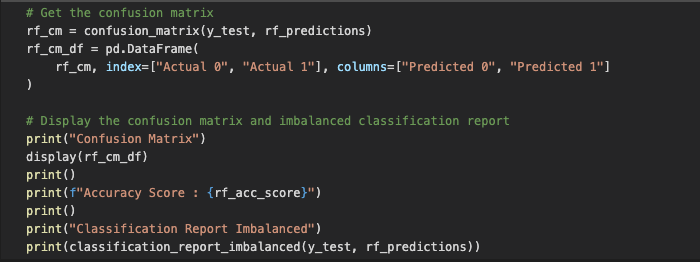 # Get the confusion matrix
rf_cm = confusion_matrix(y_test, rf_predictions)
rf_cm_df = pd.DataFrame(
    rf_cm, index=["Actual 0", "Actual 1"], columns=["Predicted 0", "Predicted 1"]
)

# Display the confusion matrix and imbalanced classification report
print("Confusion Matrix")
display(rf_cm_df)
print()
print(f"Accuracy Score : {rf_acc_score}")
print()
print("Classification Report Imbalanced")
print(classification_report_imbalanced(y_test, rf_predictions))